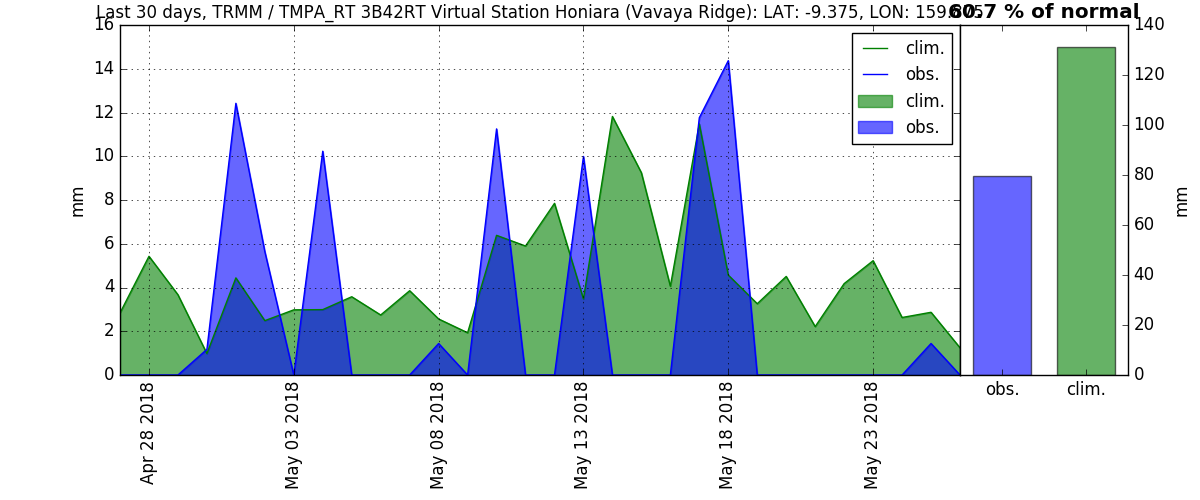 Last 30 days, TRMM / TMPA_RT 3B42RT Virtual Station Honiara (Vavaya Ridge): LAT: -9.375, LON: 159.
60.7 % of normal
16
14
12
10
8
6
4
2
0
mm
clim.
obs.
clim.
obs.
140
120
100
80
60
40
20
0
mm
Apr 28 2018
May 03 2018
May 08 2018
May 13 2018
May 18 2018
May 23 2018
obs.
clim.